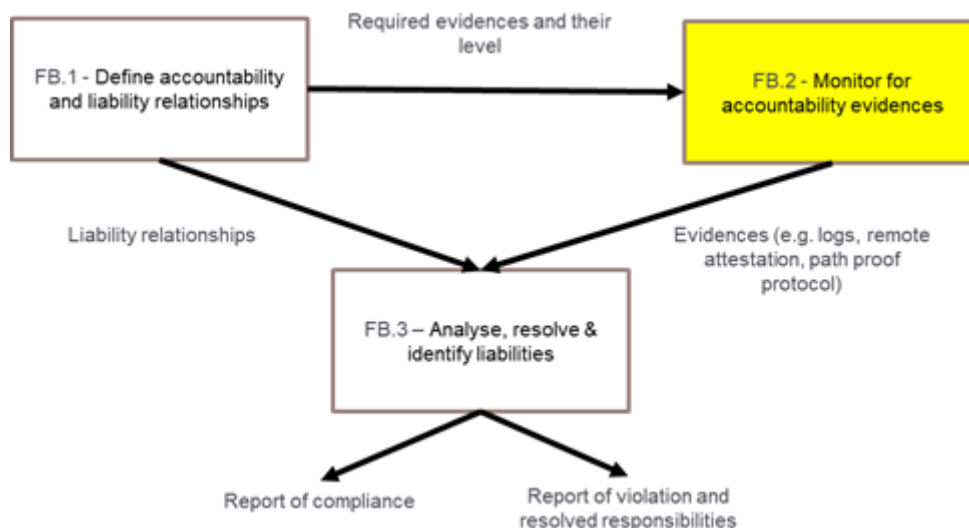 Required evidences and their
level
FB.1 - Define accountability
and liability relationships
FB.2 - Monitor for
accountability evidences
Liability relationships
Evidences (e.g. logs, remote
attestation, path proof
protocol)
FB.3 – Analyse, resolve &
identify liabilities
Report of compliance
Report of violation and
resolved responsibilities